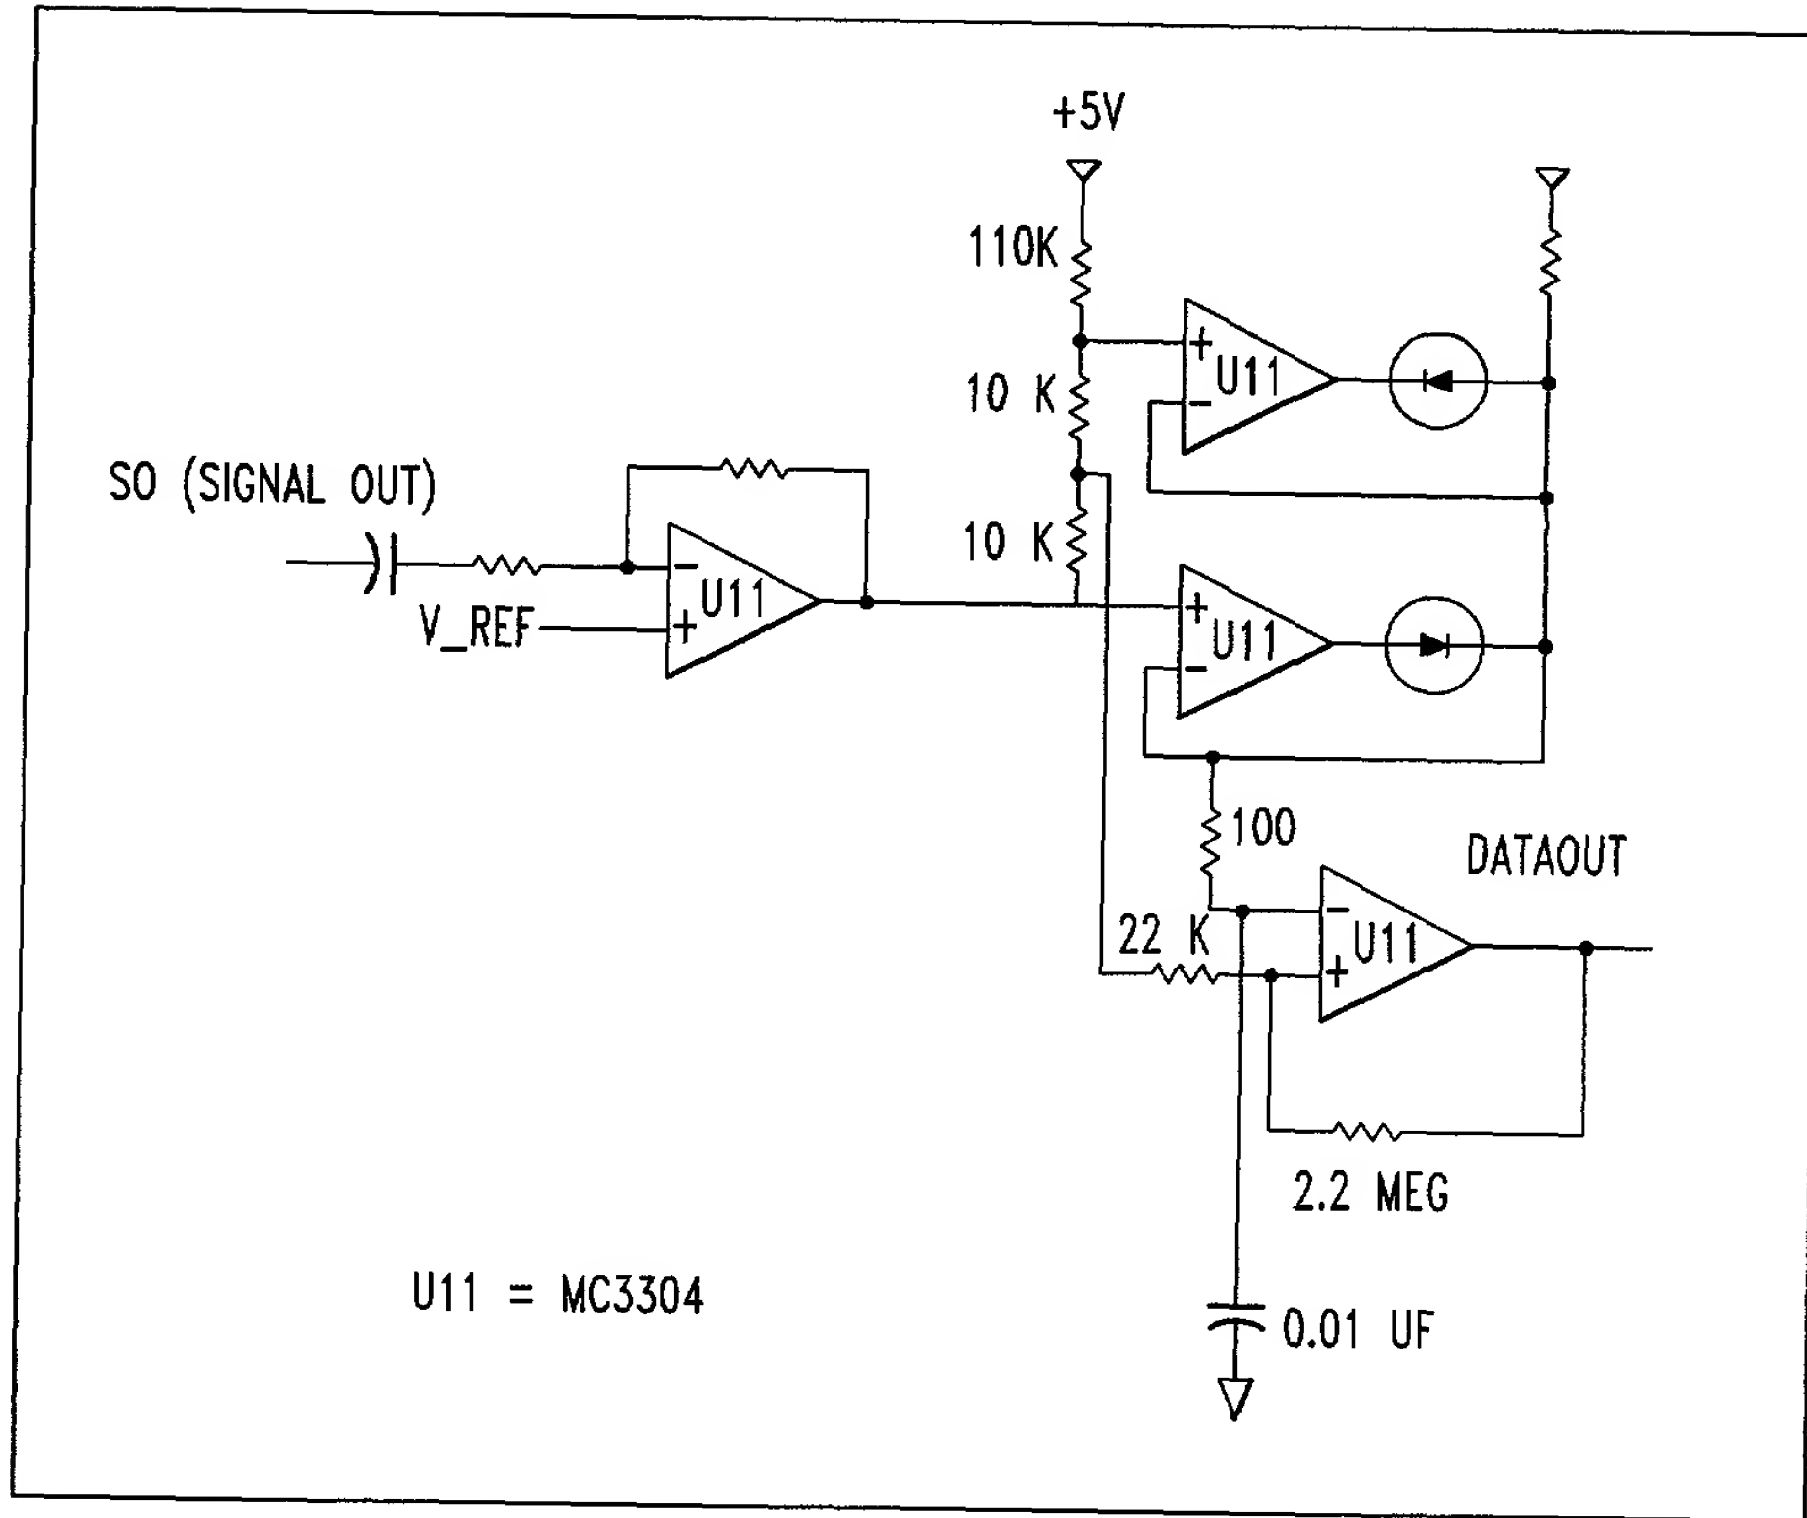 +5V
110K
+
U11
-
10 K
SO (SIGNAL OUT)
10 K
-
U11
+
V_REF
+
U11
-
100
DATAOUT
22 K
-
U11
+
2.2 MEG
U11 = MC3304
0.01 UF